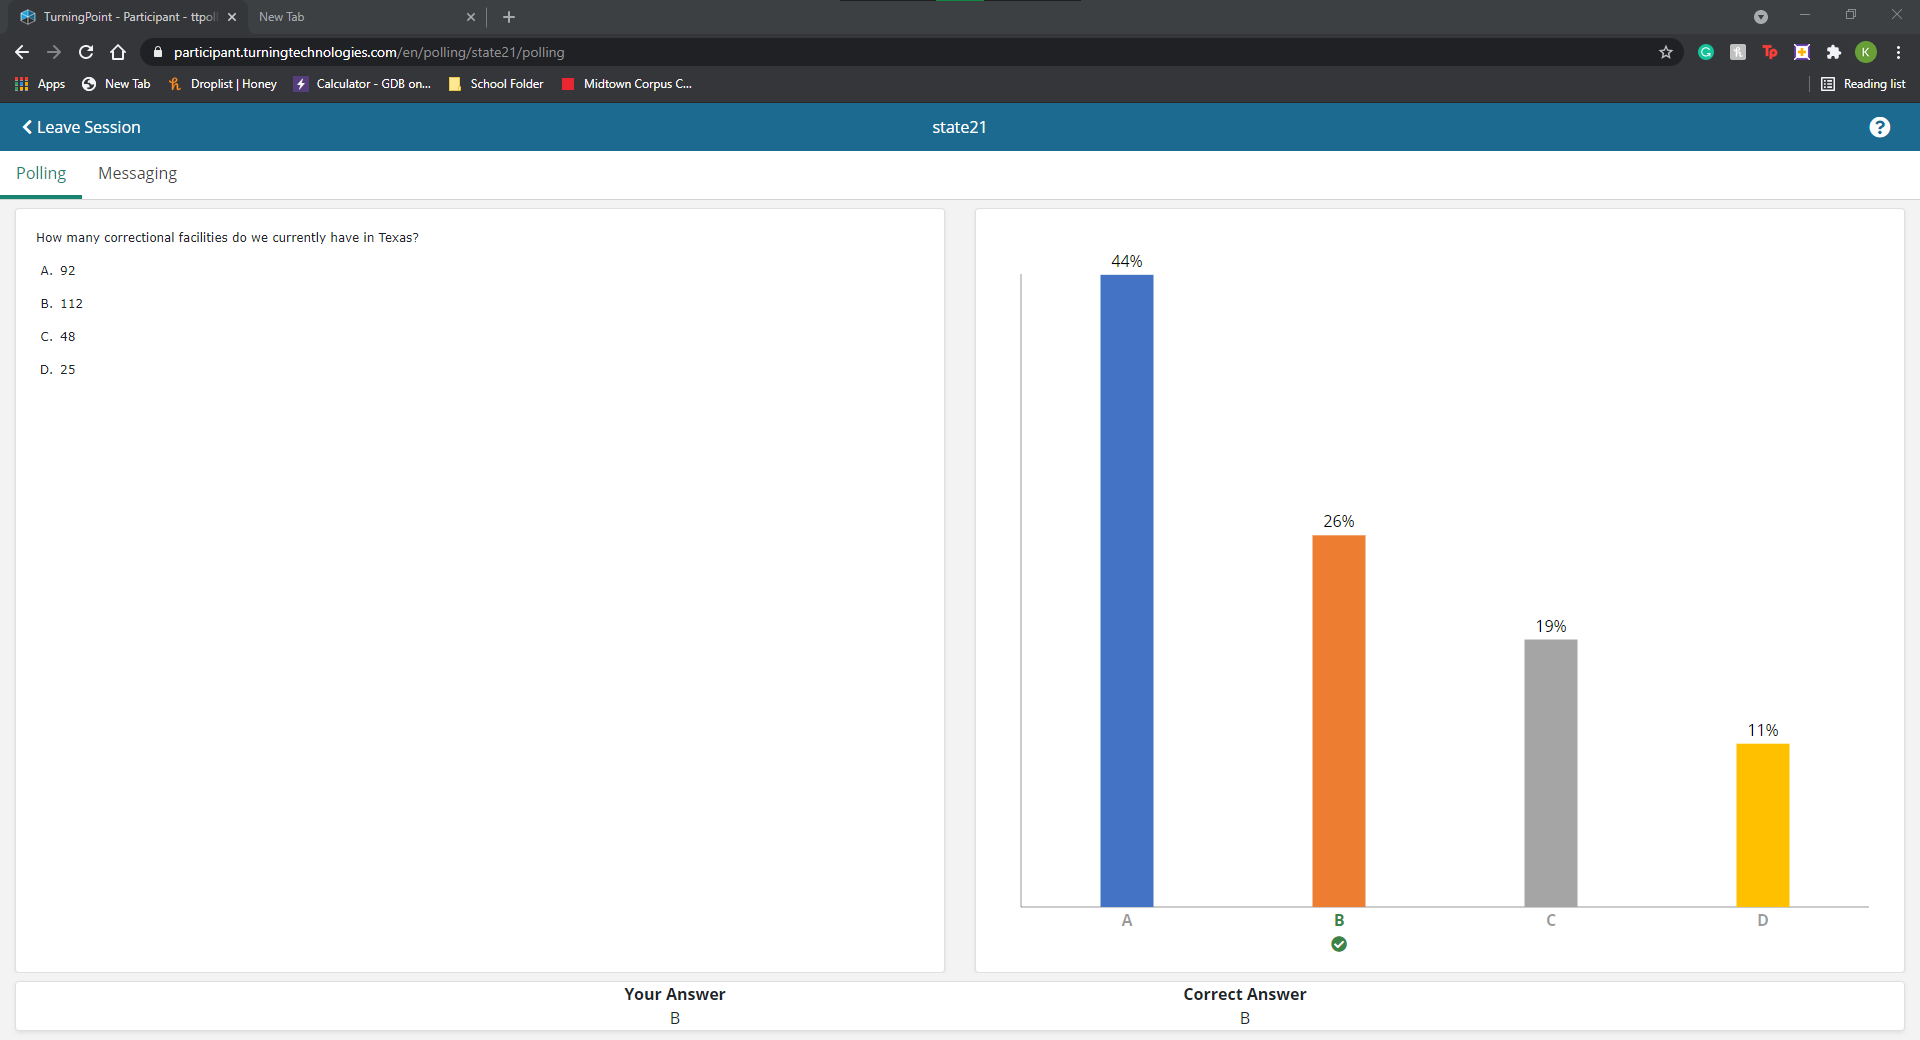 TurningPoint - Participant - ttpoll
New Tab
participant.turningtechnologies.com/en/polling/state21/polling
K
Apps
New Tab
Droplist | Honey
Calculator - GDB on...
School Folder
Midtown Corpus C...
Reading list
Leave Session
state21
?
Polling
Messaging
How many correctional facilities do we currently have in Texas?
A. 92
B. 112
C. 48
D. 25
44%
26%
19%
11%
A
B
C
D
Your Answer
B
Correct Answer
B